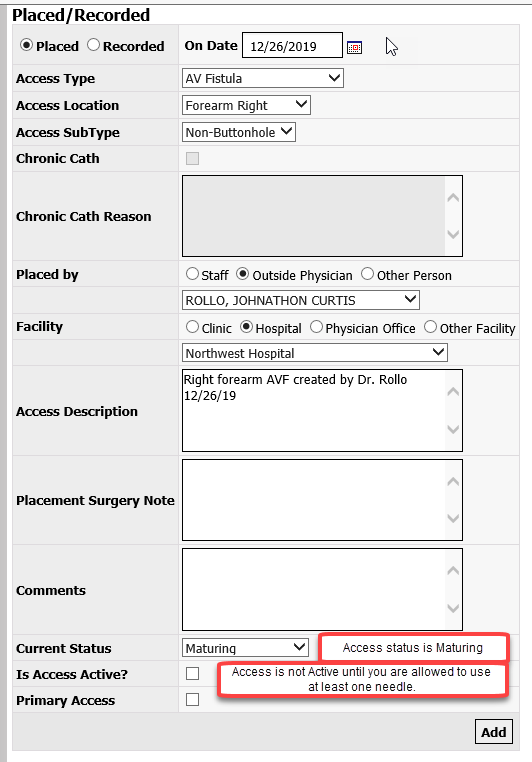 Placed/Recorded
Placed Recorded On Date 12/26/2019
Access Type AV Fistula
Access Location Forearm Right
Access SubType Non-Buttonhole
Chronic Cath
Chronic Cath Reason
Placed by Staff Outside Physician Other Person
ROLLO, JOHNATHON CURTIS
Facility Clinic Hospital Physician Office Other Facility
Northwest Hospital
Access Description
Right forearm AVF created by Dr. Rollo
12/26/19
Placement Surgery Note
Comments
Current Status Maturing Access status is Maturing
Is Access Active?
Access is not Active until you are allowed to use
at least one needle.
Primary Access
Add